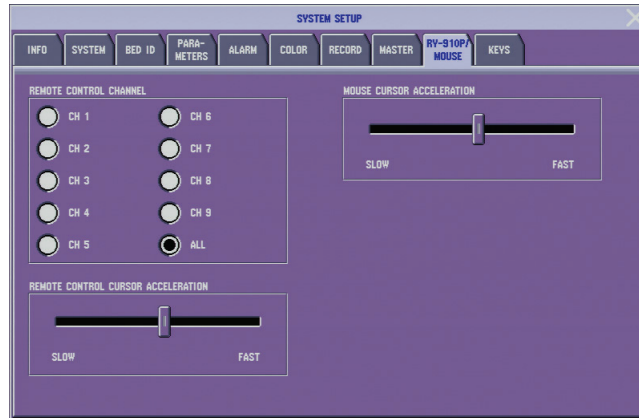 SYSTEM SETUP
INFO SYSTEM BED ID PARA-
METERS ALARM COLOR RECORD MASTER RY-910P/
MOUSE KEYS
REMOTE CONTROL CHANNEL
CH 1 CH 6
CH 2 CH 7
CH 3 CH 8
CH 4 CH 9
CH 5 ALL
REMOTE CONTROL CURSOR ACCELERATION
SLOW FAST
MOUSE CURSOR ACCELERATION
SLOW FAST